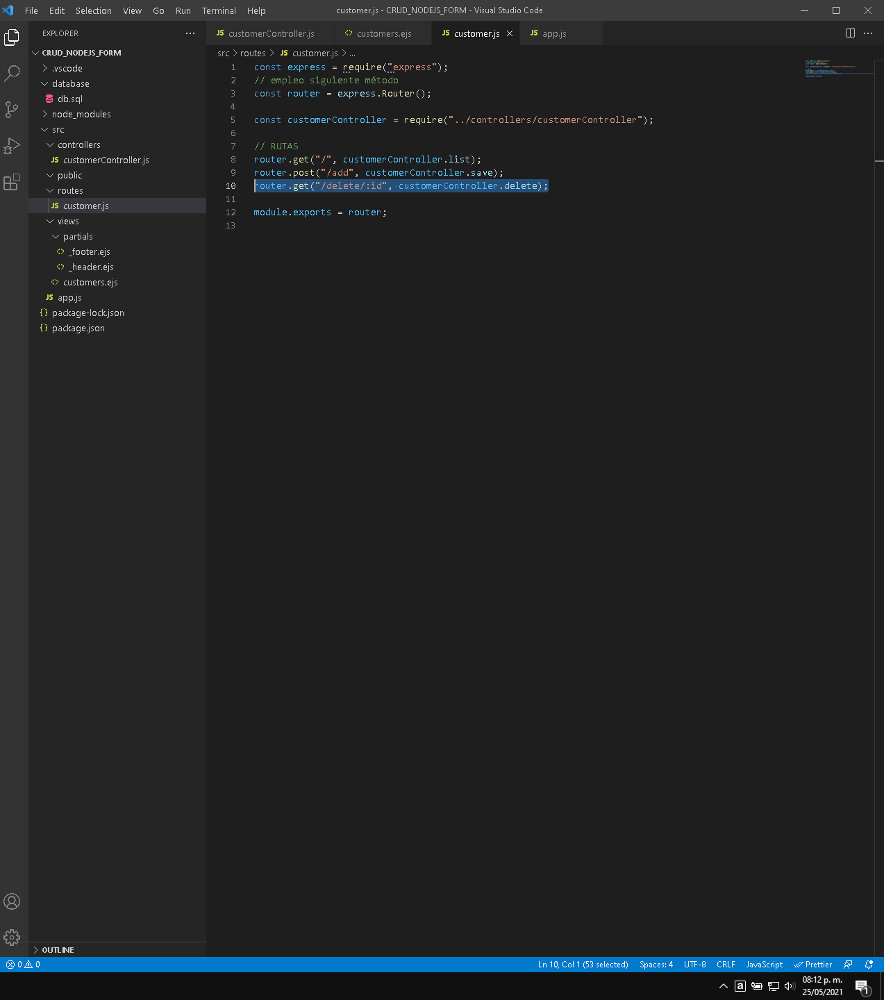 File Edit Selection View Go Run Terminal Help
customer.js - CRUD_NODEJS_FORM - Visual Studio Code
EXPLORER
CRUD_NODEJS_FORM
.vscode
database
db.sql
node_modules
src
controllers
customerController.js
public
routes
customer.js
views
partials
_footer.ejs
_header.ejs
customers.ejs
app.js
package-lock.json
package.json
OUTLINE
customerController.js customers.ejs customer.js app.js
src > routes > JS customer.js > ...
1 const express = require("express");
2 // empleo siguiente método
3 const router = express.Router();
4
5 const customerController = require("../controllers/customerController");
6
7 // RUTAS
8 router.get("/", customerController.list);
9 router.post("/add", customerController.save);
10 router.get("/delete/:id", customerController.delete);
11
12 module.exports = router;
13
0 0 Ln 10, Col 1 (53 selected) Spaces: 4 UTF-8 CRLF JavaScript Prettier
a 08:12 p. m.
25/05/2021 1